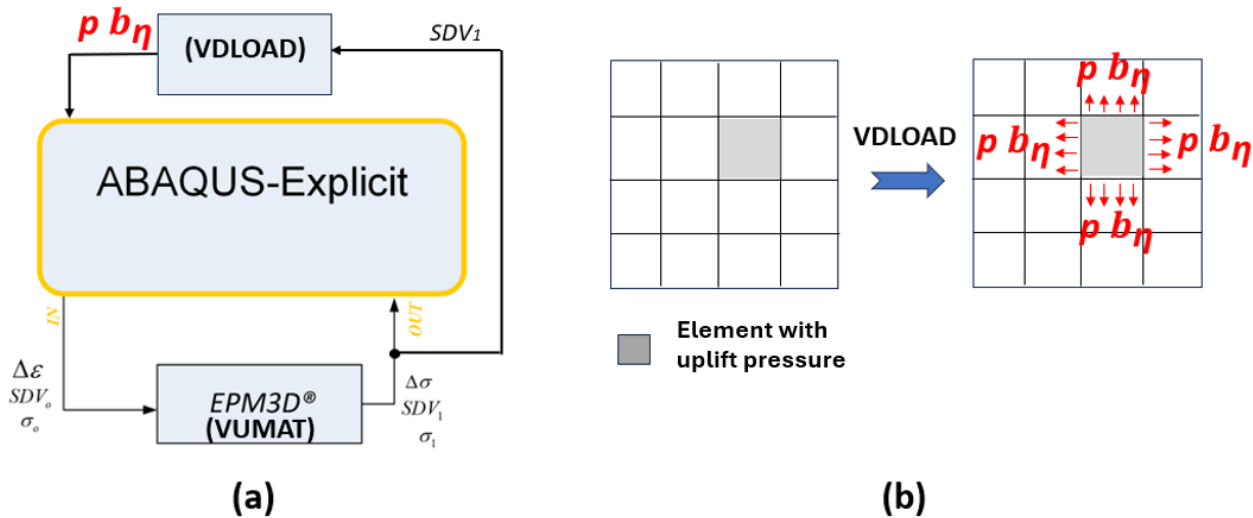 p bη
(VDLOAD)
SDV₁
ABAQUS-Explicit
IN
OUT
Δε
SDVₒ
σₒ
EPM3D®
(VUMAT)
Δσ
SDV₁
σ₁
(a)
VDLOAD
p bη
p bη
p bη
p bη
Element with
uplift pressure
(b)